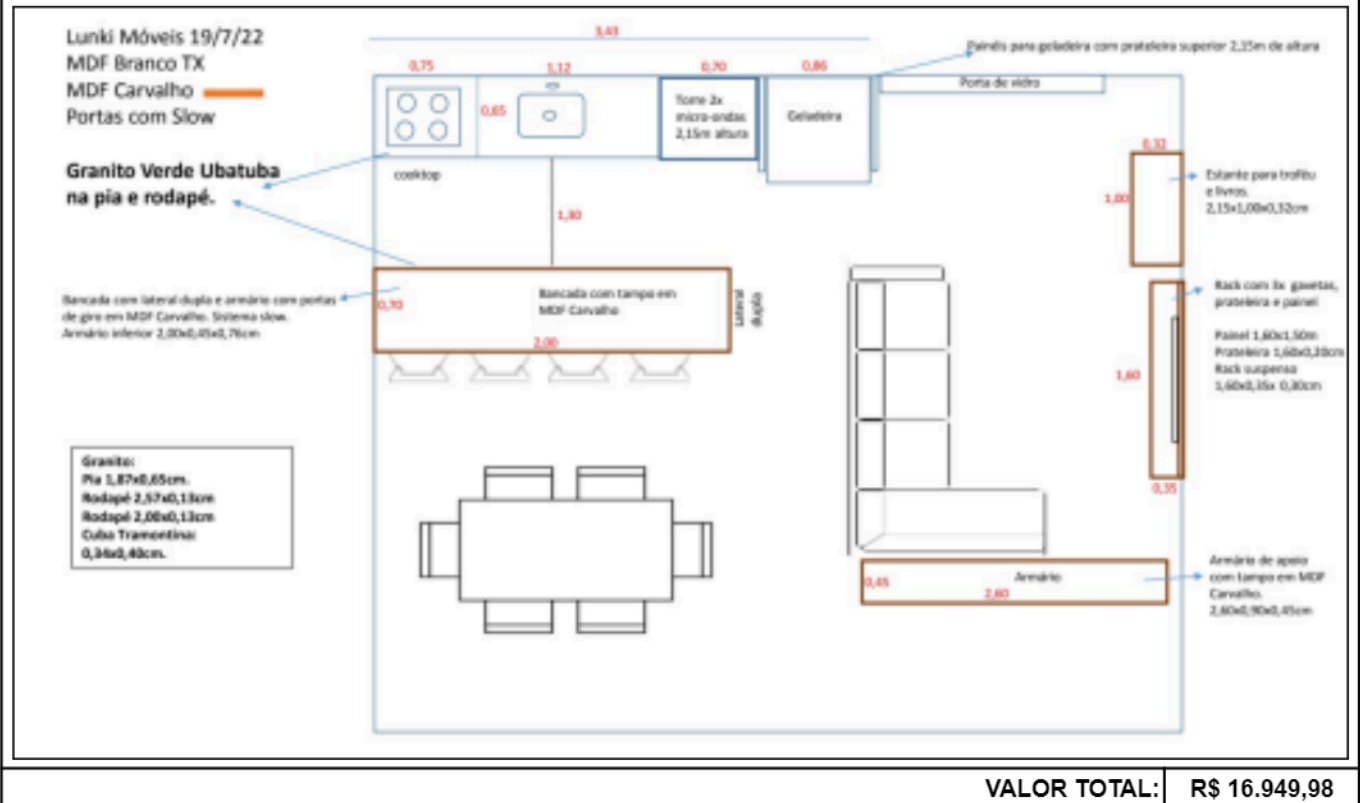 Lunki Móveis 19/7/22
MDF Branco TX
MDF Carvalho
Portas com Slow
Granito Verde Ubatuba
na pia e rodapé.
3,43
Painéis para geladeira com prateleira superior 2,15m de altura
0,75
1,12
0,70
0,86
Porta de vidro
0,65
Torre 2x
micro-ondas
2,15m altura
Geladeira
cooktop
1,30
0,32
1,00
Estante para troféu
e livros.
2,15x1,00x0,32cm
Bancada com lateral dupla e armário com portas
de giro em MDF Carvalho. Sistema slow.
Armário inferior 2,00x0,45x0,76cm
0,70
Bancada com tampo em
MDF Carvalho
2,00
Lateral
dupla
Rack com 3x gavetas,
prateleira e painel
Painel 1,60x1,50m
Prateleira 1,60x0,20cm
Rack suspenso
1,60x0,35x 0,30cm
1,60
0,35
Granito:
Pia 1,87x0,65cm.
Rodapé 2,57x0,13cm
Rodapé 2,00x0,13cm
Cuba Tramontina:
0,34x0,40cm.
0,45
Armário
2,60
Armário de apoio
com tampo em MDF
Carvalho.
2,60x0,90x0,45cm
VALOR TOTAL: R$ 16.949,98